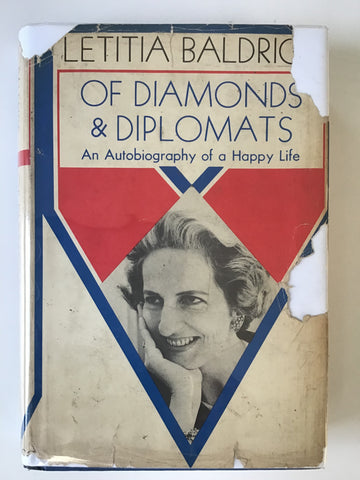 LETITIA BALDRIG
OF DIAMONDS
& DIPLOMATS
An Autobiography of a Happy Life